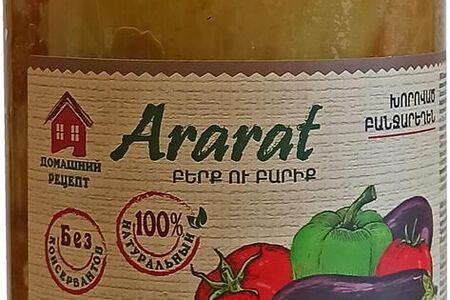 Ararat
ԲԵՐՔ ՈՒ ԲԱՐԻՔ
ԽՈՐՈՎԱԾ
ԲԱՆՋԱՐԵՂԵՆ
ДОМАШНИЙ
РЕЦЕПТ
Без
КОНСЕРВАНТОВ
100%
НАТУРАЛЬНЫЙ